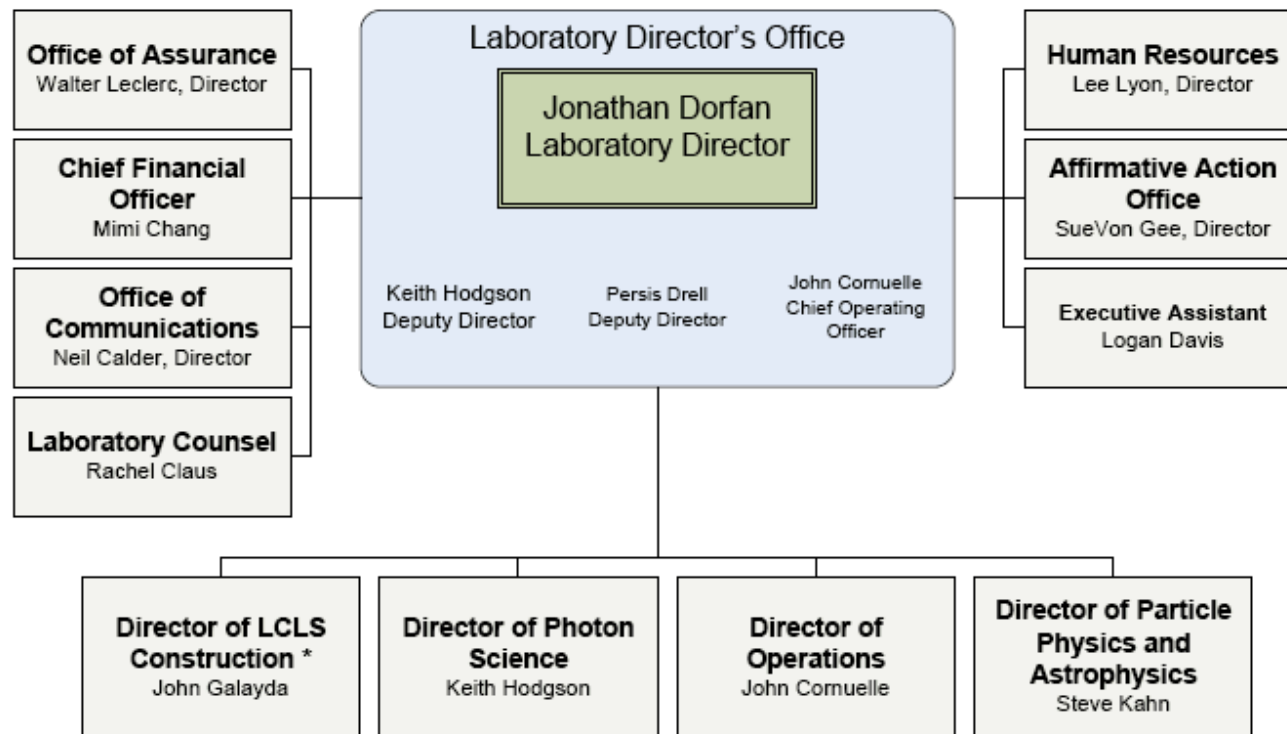 Office of Assurance
Walter Leclerc, Director
Chief Financial
Officer
Mimi Chang
Office of
Communications
Neil Calder, Director
Laboratory Counsel
Rachel Claus
Laboratory Director's Office
Jonathan Dorfan
Laboratory Director
Keith Hodgson
Deputy Director
Persis Drell
Deputy Director
John Cornuelle
Chief Operating
Officer
Human Resources
Lee Lyon, Director
Affirmative Action
Office
SueVon Gee, Director
Executive Assistant
Logan Davis
Director of LCLS
Construction *
John Galayda
Director of Photon
Science
Keith Hodgson
Director of
Operations
John Cornuelle
Director of Particle
Physics and
Astrophysics
Steve Kahn